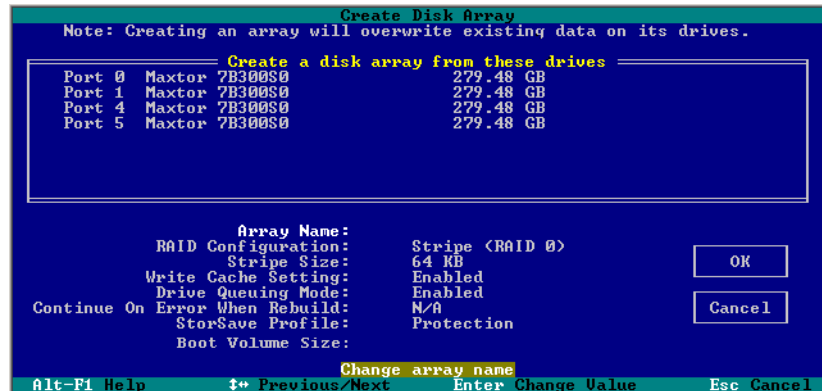 Create Disk Array
Note: Creating an array will overwrite existing data on its drives.
Create a disk array from these drives
Port 0 Maxtor 7B300S0 279.48 GB
Port 1 Maxtor 7B300S0 279.48 GB
Port 4 Maxtor 7B300S0 279.48 GB
Port 5 Maxtor 7B300S0 279.48 GB
Array Name:
RAID Configuration: Stripe (RAID 0)
Stripe Size: 64 KB
Write Cache Setting: Enabled
Drive Queuing Mode: Enabled
Continue On Error When Rebuild: N/A
StorSave Profile: Protection
Boot Volume Size:
OK
Cancel
Change array name
Alt-F1 Help ↕↔ Previous/Next Enter Change Value Esc Cancel